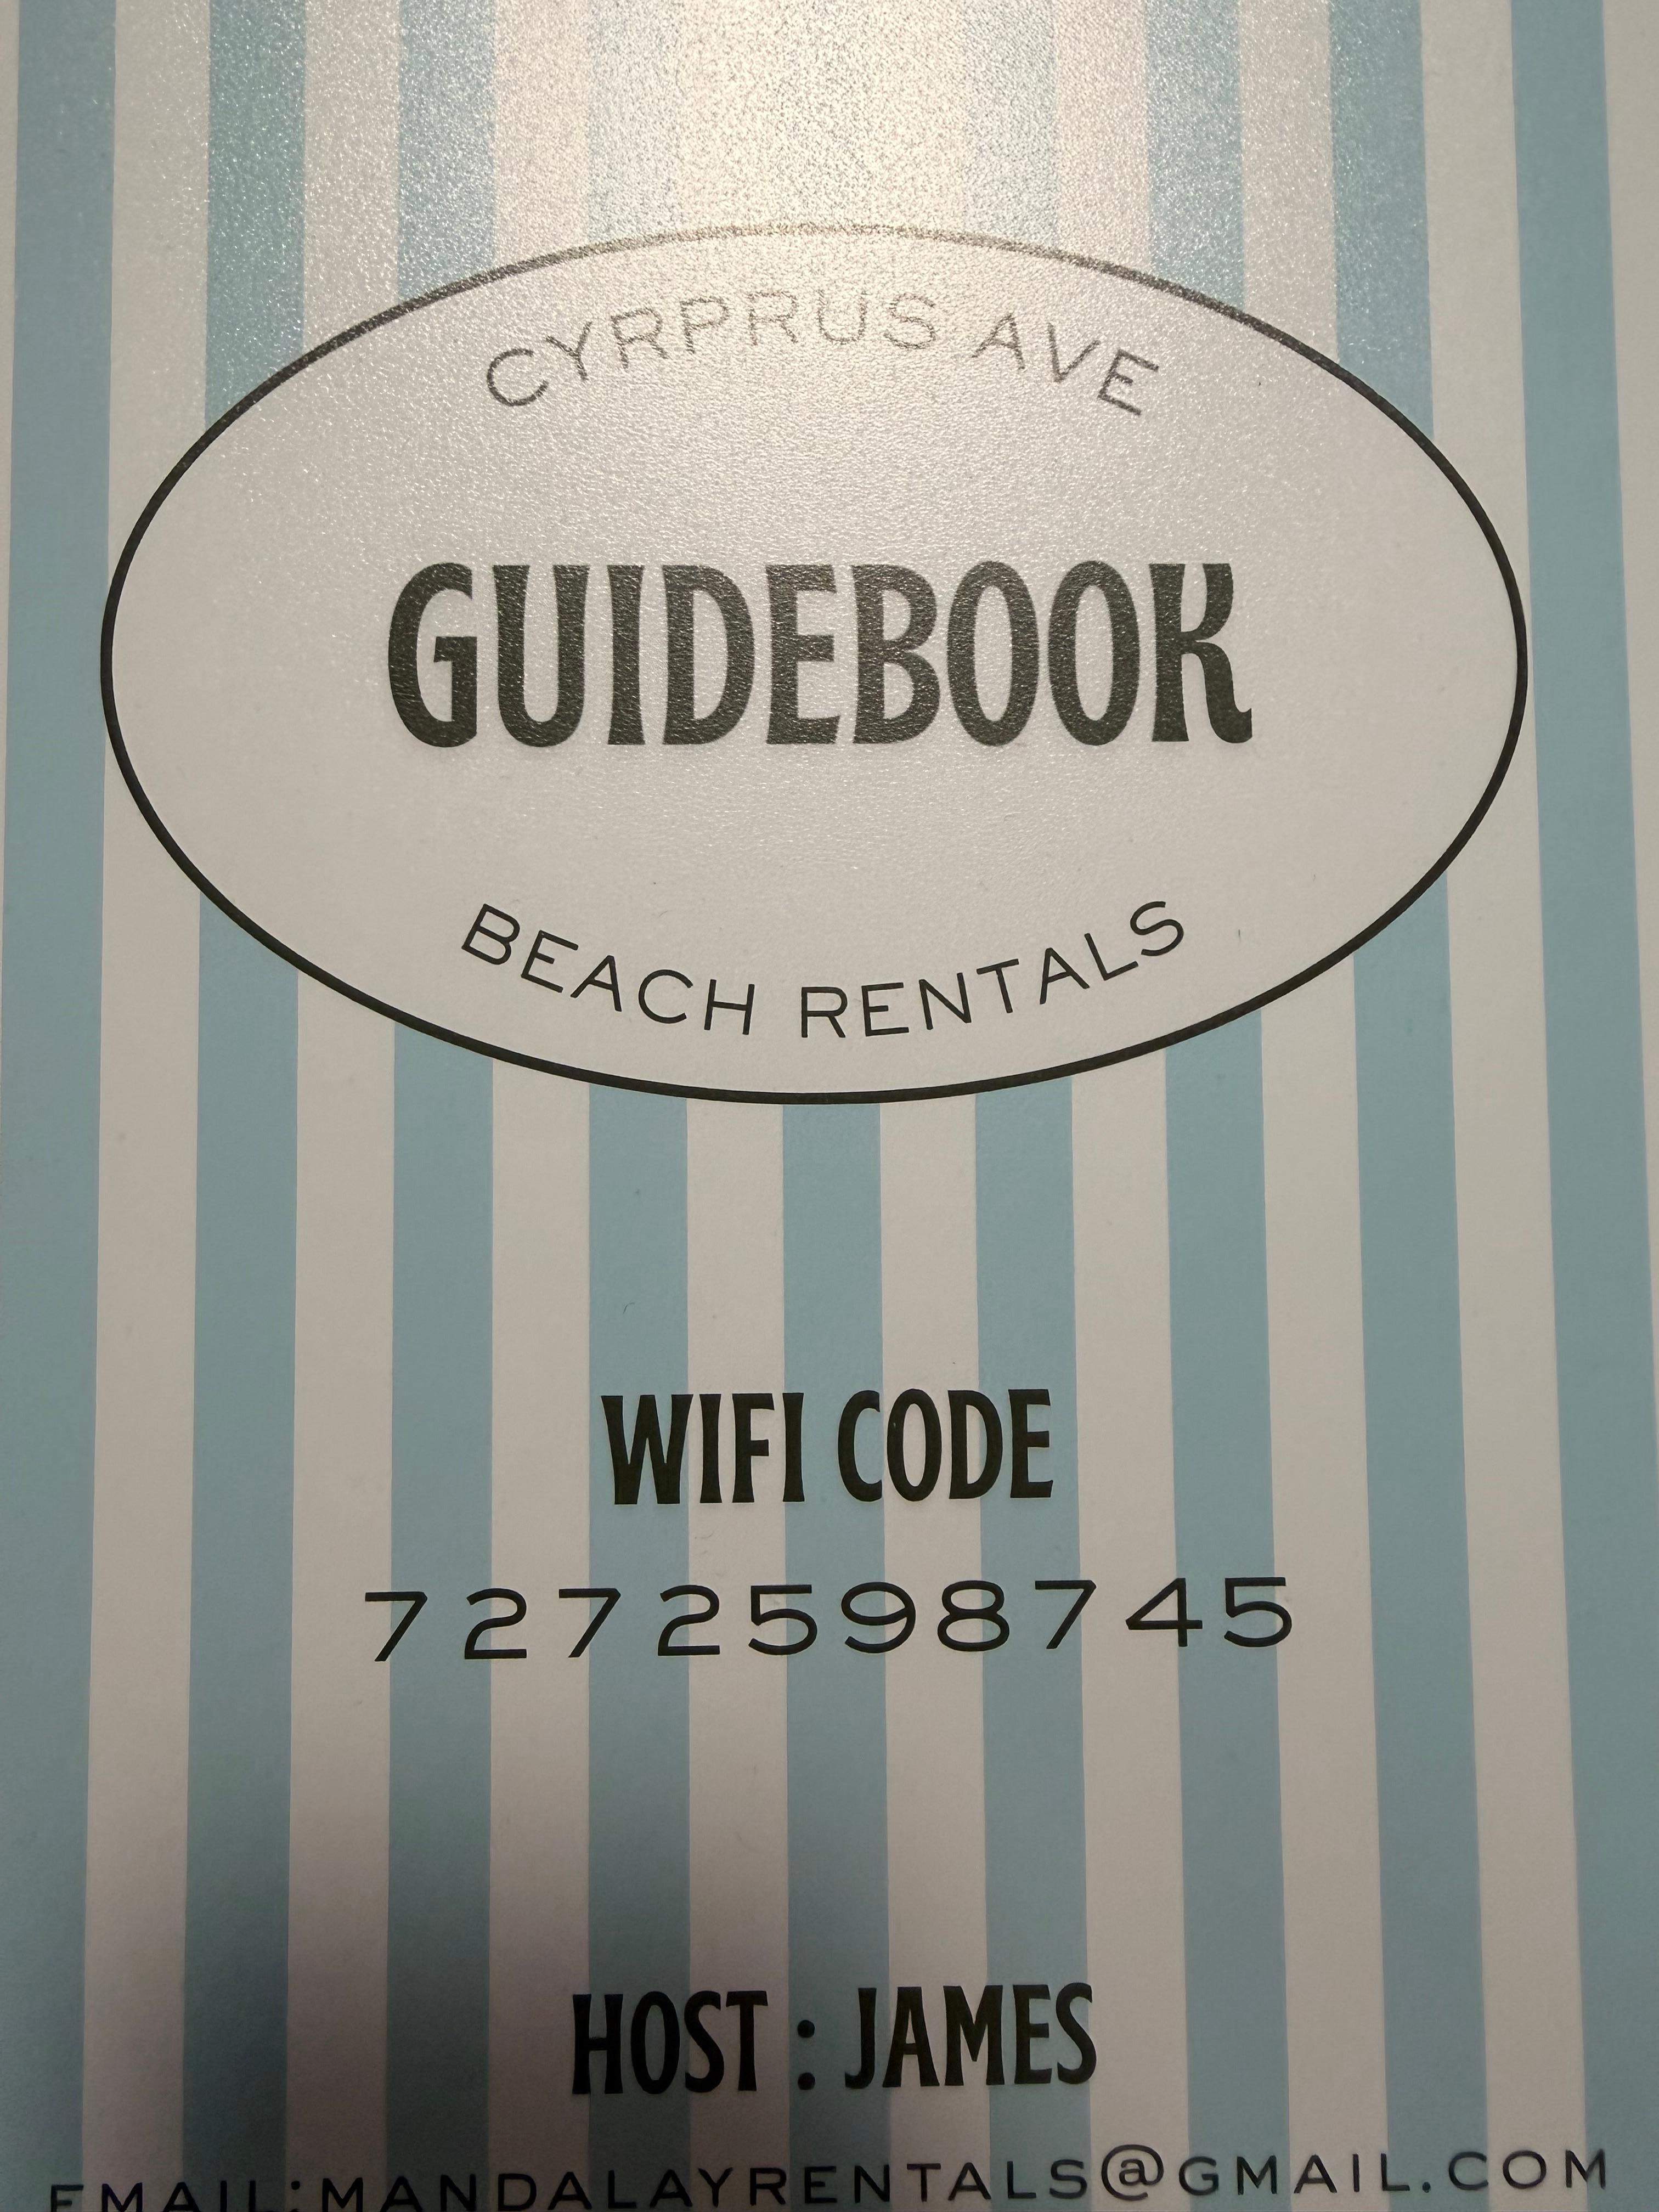 CYRPRUS AVE
GUIDEBOOK
BEACH RENTALS
WIFI CODE
7272598745
HOST : JAMES
EMAIL:MANDALAYRENTALS@GMAIL.COM